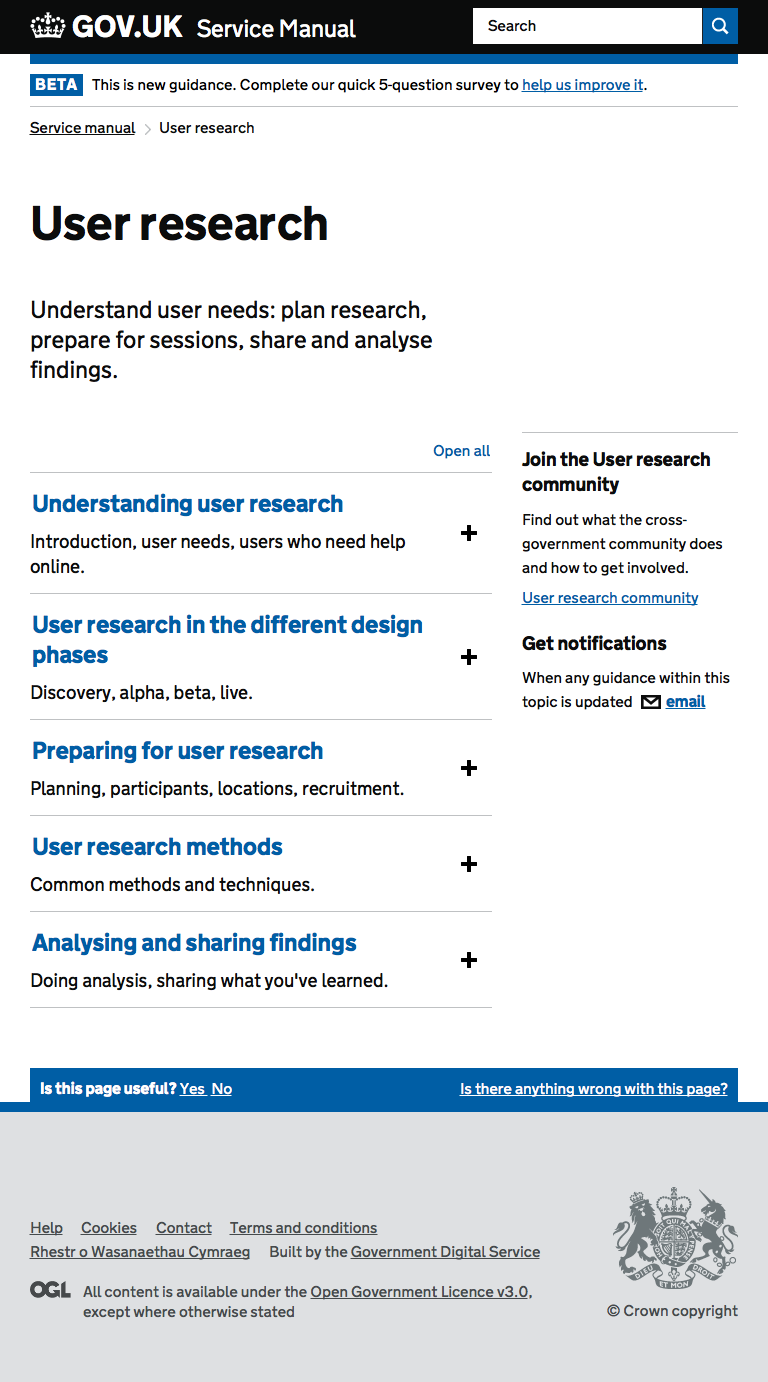 GOV.UK Service Manual
Search
BETA This is new guidance. Complete our quick 5-question survey to help us improve it.
Service manual User research
User research
Understand user needs: plan research,
prepare for sessions, share and analyse
findings.
Open all
Understanding user research
Introduction, user needs, users who need help
online.
User research in the different design
phases
Discovery, alpha, beta, live.
Preparing for user research
Planning, participants, locations, recruitment.
User research methods
Common methods and techniques.
Analysing and sharing findings
Doing analysis, sharing what you've learned.
Join the User research
community
Find out what the cross-
government community does
and how to get involved.
User research community
Get notifications
When any guidance within this
topic is updated email
Is this page useful? Yes No
Is there anything wrong with this page?
Help Cookies Contact Terms and conditions
Rhestr o Wasanaethau Cymraeg Built by the Government Digital Service
OGL All content is available under the Open Government Licence v3.0,
except where otherwise stated
DIEU ET MON DROIT
© Crown copyright